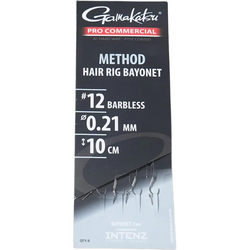 Gamakatsu
PRO COMMERCIAL
METHOD
HAIR RIG BAYONET
#12 BARBLESS
Ø0.21 MM
↕10 CM
INTENZ